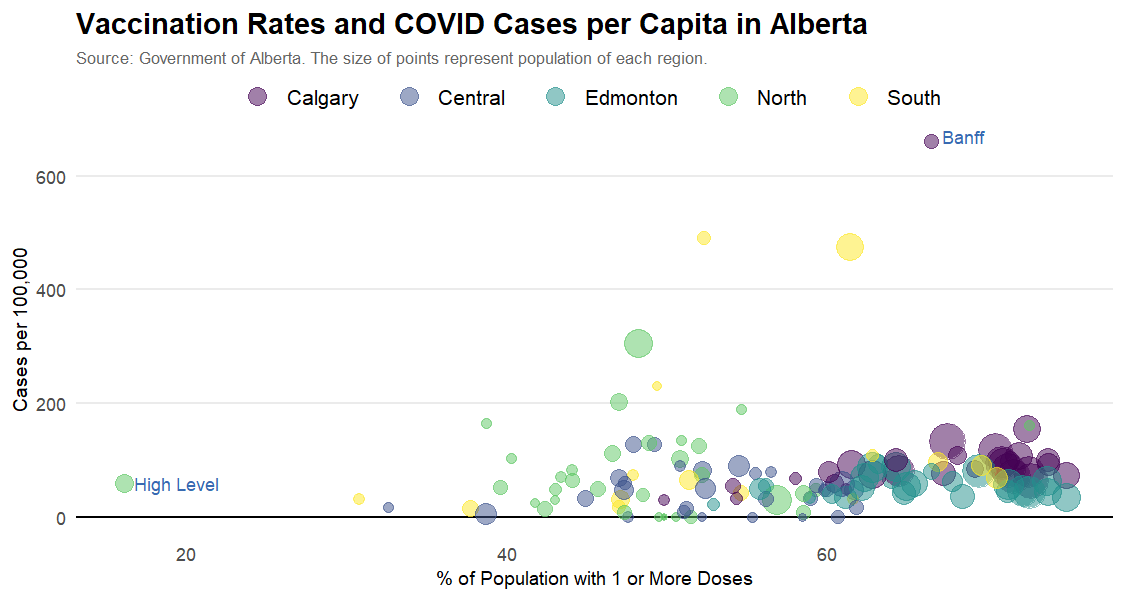 Vaccination Rates and COVID Cases per Capita in Alberta
Source: Government of Alberta. The size of points represent population of each region.
Calgary Central Edmonton North South
Banff
600
400
Cases per 100,000
200
High Level
0
20 40 60
% of Population with 1 or More Doses